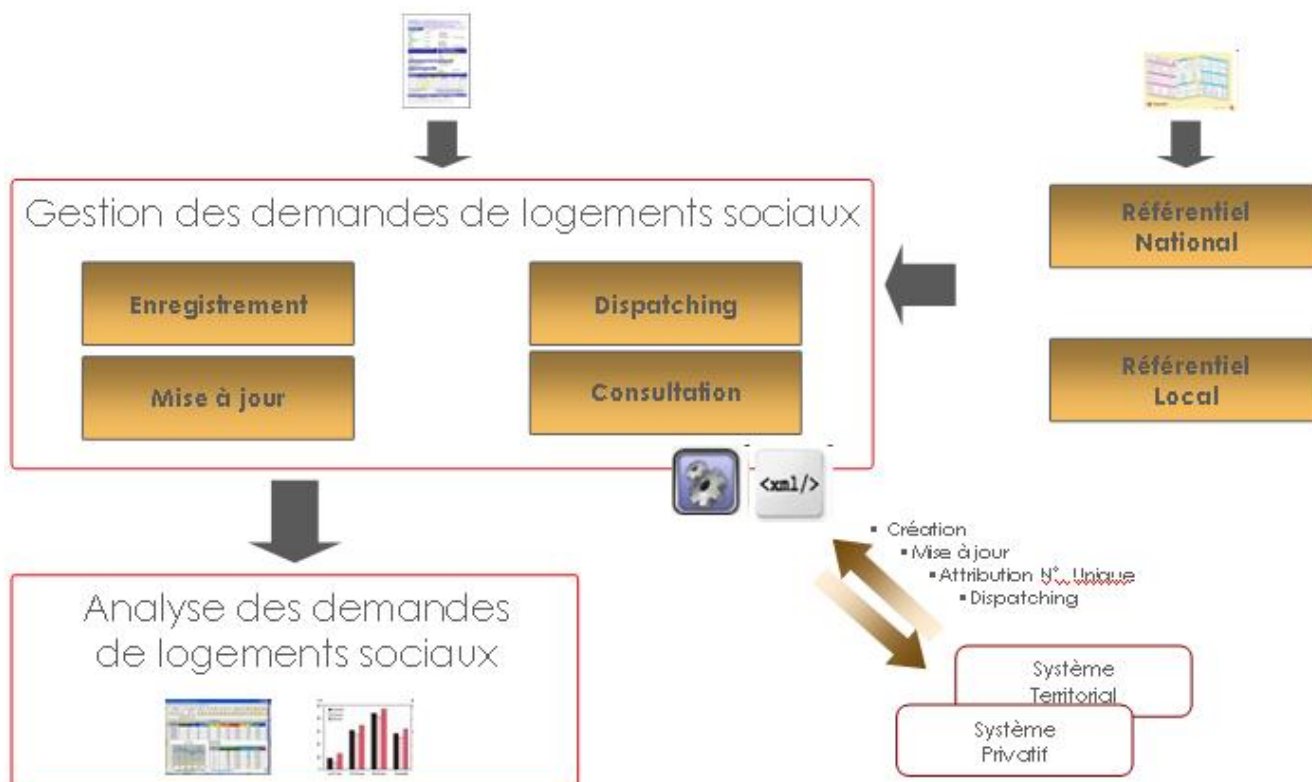 Gestion des demandes de logements sociaux
Enregistrement
Dispatching
Mise à jour
Consultation
Référentiel
National
Référentiel
Local
<xml/>
▪ Création
▪ Mise à jour
▪ Attribution N°. Unique
▪ Dispatching
Analyse des demandes
de logements sociaux
Système
Territorial
Système
Privatif